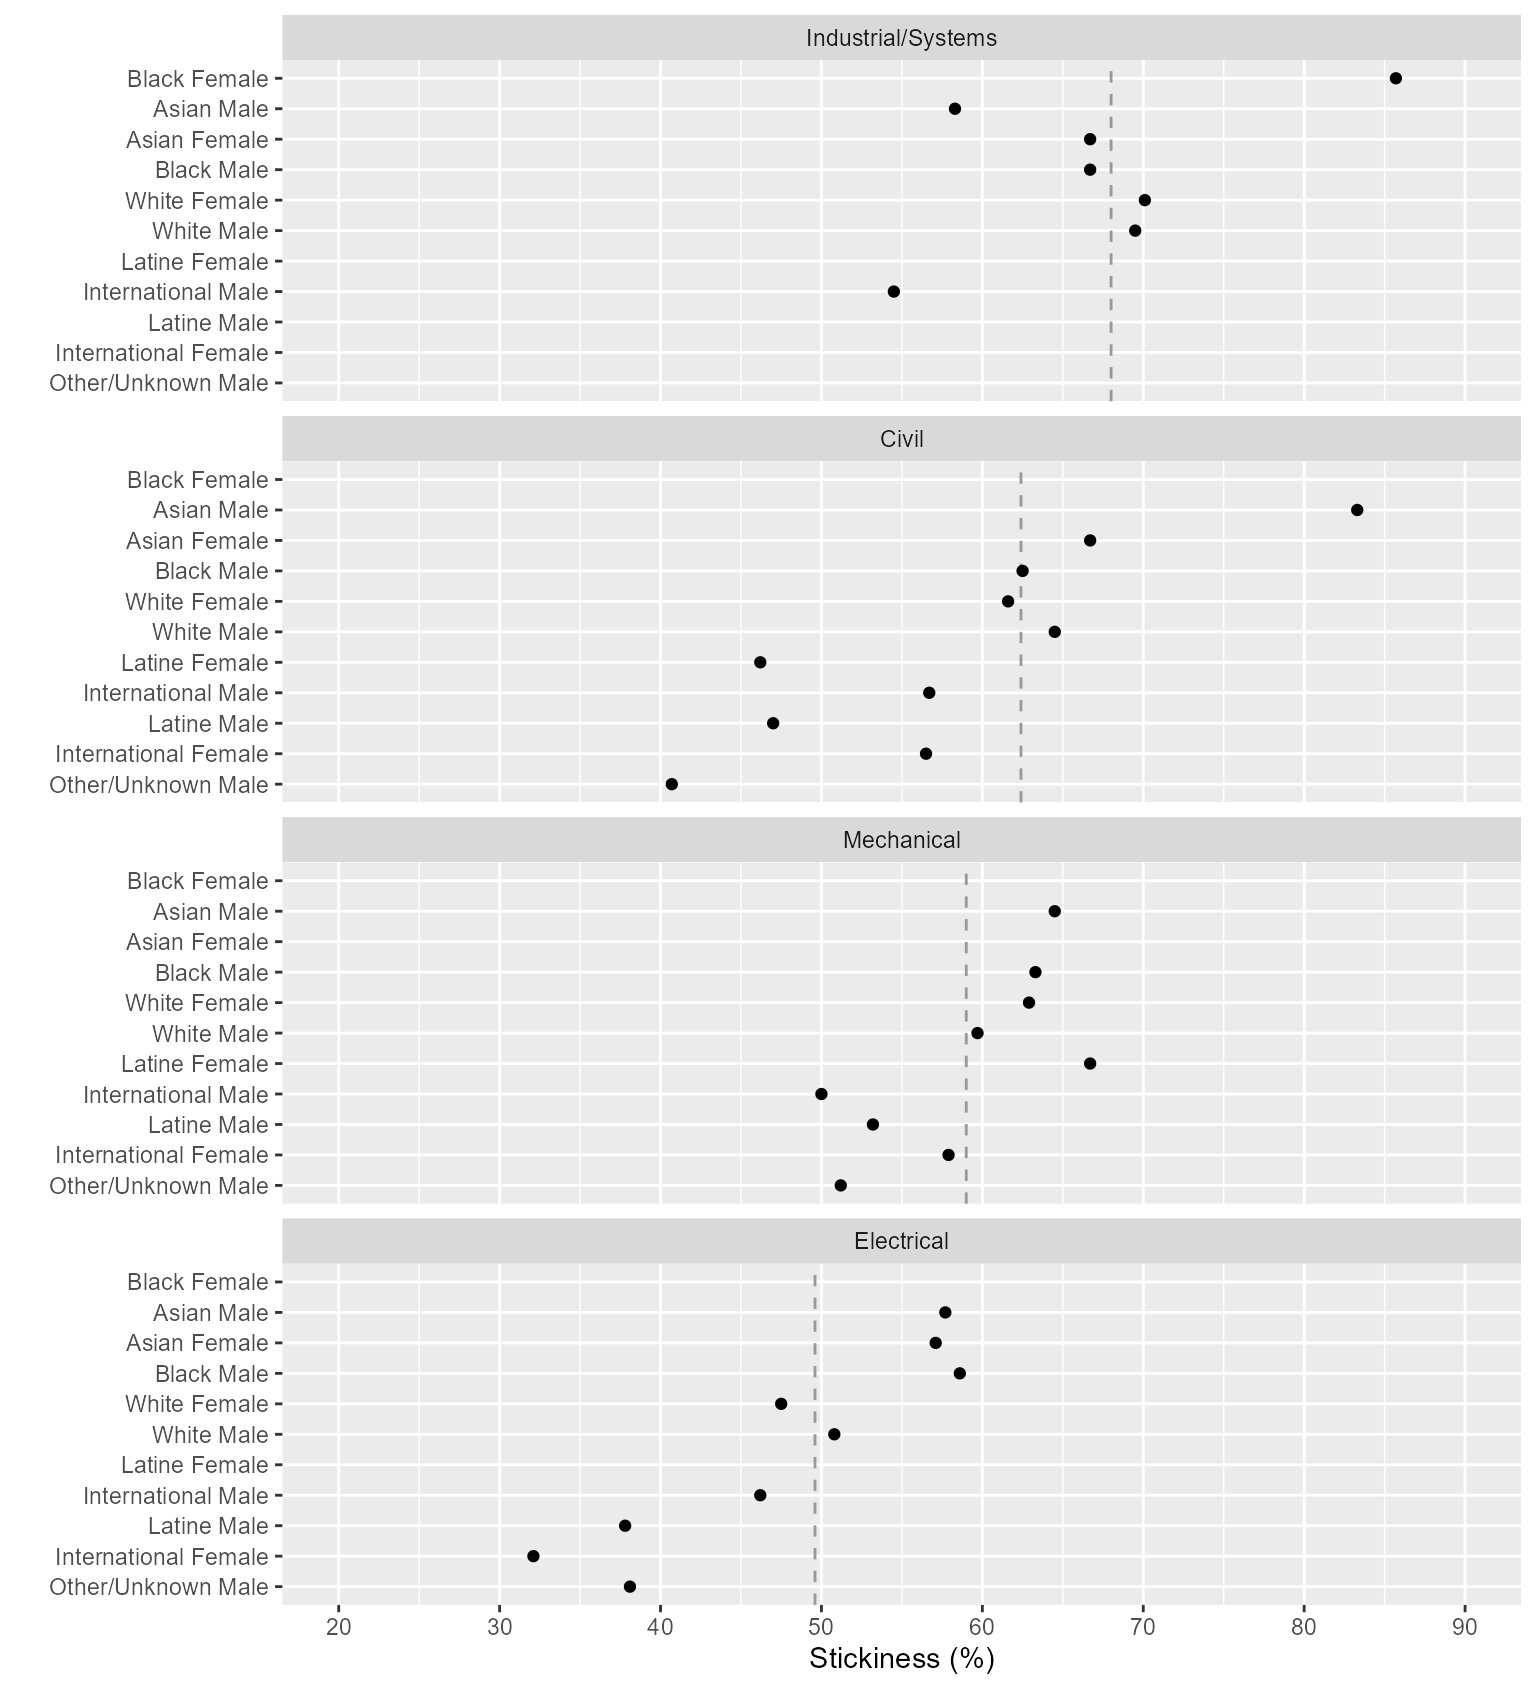 Industrial/Systems
Black Female
Asian Male
Asian Female
Black Male
White Female
White Male
Latine Female
International Male
Latine Male
International Female
Other/Unknown Male
Civil
Black Female
Asian Male
Asian Female
Black Male
White Female
White Male
Latine Female
International Male
Latine Male
International Female
Other/Unknown Male
Mechanical
Black Female
Asian Male
Asian Female
Black Male
White Female
White Male
Latine Female
International Male
Latine Male
International Female
Other/Unknown Male
Electrical
Black Female
Asian Male
Asian Female
Black Male
White Female
White Male
Latine Female
International Male
Latine Male
International Female
Other/Unknown Male
20 30 40 50 60 70 80 90
Stickiness (%)